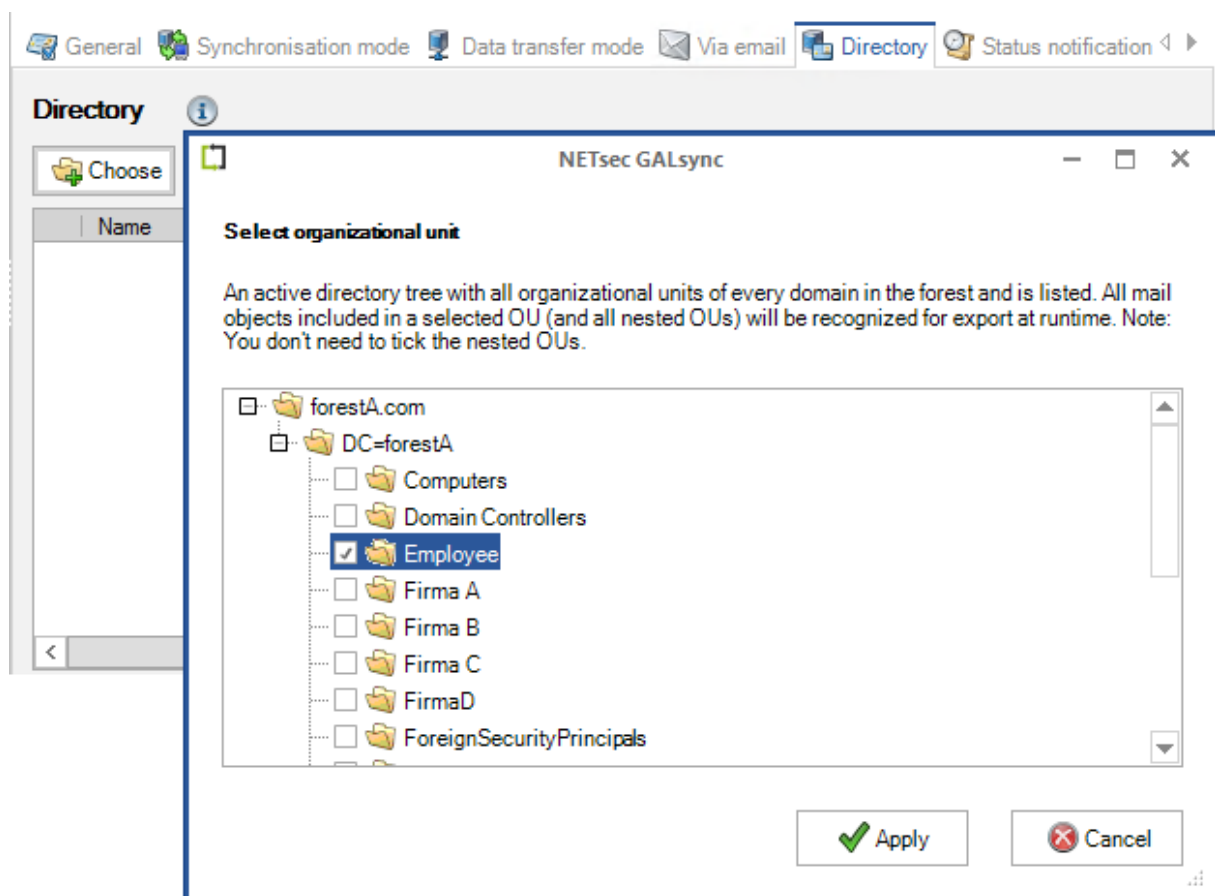 General Synchronisation mode Data transfer mode Via email Directory Status notification
Directory
Choose
NETsec GALsync
Name
Select organizational unit
An active directory tree with all organizational units of every domain in the forest and is listed. All mail
objects included in a selected OU (and all nested OUs) will be recognized for export at runtime. Note:
You don't need to tick the nested OUs.
forestA.com
DC=forestA
Computers
Domain Controllers
Employee
Firma A
Firma B
Firma C
FirmaD
ForeignSecurityPrincipals
Apply Cancel